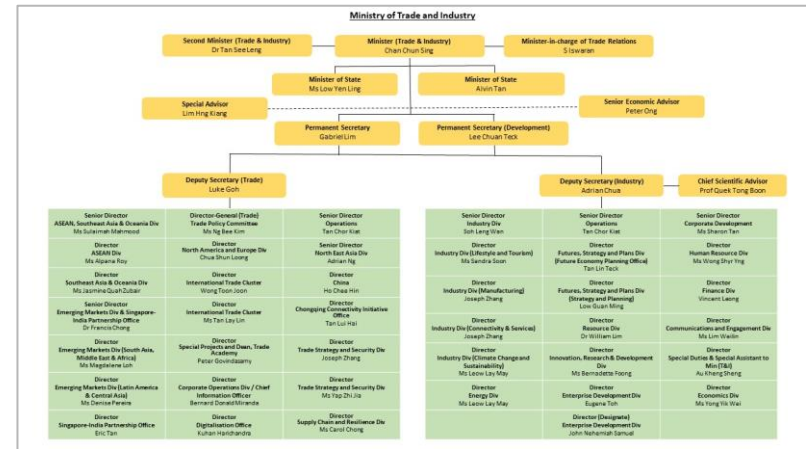 Ministry of Trade and Industry
Second Minister (Trade & Industry)
Dr Tan See Leng
Minister (Trade & Industry)
Chan Chun Sing
Minister-in-charge of Trade Relations
S Iswaran
Minister of State
Ms Low Yen Ling
Minister of State
Alvin Tan
Special Advisor
Lim Hng Kiang
Senior Economic Advisor
Peter Ong
Permanent Secretary
Gabriel Lim
Permanent Secretary (Development)
Lee Chuan Teck
Deputy Secretary (Trade)
Luke Goh
Deputy Secretary (Industry)
Adrian Chua
Chief Scientific Advisor
Prof Quek Tong Boon
Senior Director
ASEAN, Southeast Asia & Oceania Div
Ms Sulaimah Mahmood
Director
ASEAN Div
Ms Alpana Roy
Director
Southeast Asia & Oceania Div
Ms Jasmine Quah Zubair
Senior Director
Emerging Markets Div & Singapore-
India Partnership Office
Dr Francis Chong
Director
Emerging Markets Div (South Asia,
Middle East & Africa)
Ms Magdalene Loh
Director
Emerging Markets Div (Latin America
& Central Asia)
Ms Denise Pereira
Director
Singapore-India Partnership Office
Eric Tan
Director-General (Trade)
Trade Policy Committee
Ms Ng Bee Kim
Director
North America and Europe Div
Chua Shun Loong
Director
International Trade Cluster
Wong Toon Joon
Director
International Trade Cluster
Ms Tan Lay Lin
Director
Special Projects and Dean, Trade
Academy
Peter Govindasamy
Director
Corporate Operations Div / Chief
Information Officer
Bernard Donald Miranda
Director
Digitalisation Office
Kuhan Harichandra
Senior Director
Operations
Tan Chor Kiat
Senior Director
North East Asia Div
Adrian Ng
Director
China
Ho Chee Hin
Director
Chongqing Connectivity Initiative
Office
Tan Lui Hai
Director
Trade Strategy and Security Div
Joseph Zhang
Director
Trade Strategy and Security Div
Ms Yap Zhi Jia
Director
Supply Chain and Resilience Div
Ms Carol Chong
Senior Director
Industry Div
Soh Leng Wan
Director
Industry Div (Lifestyle and Tourism)
Ms Sandra Soon
Director
Industry Div (Manufacturing)
Joseph Zhang
Director
Industry Div (Connectivity & Services)
Joseph Zhang
Director
Industry Div (Climate Change and
Sustainability)
Ms Leow Lay May
Director
Energy Div
Ms Leow Lay May
Senior Director
Operations
Tan Chor Kiat
Director
Futures, Strategy and Plans Div
(Future Economy Planning Office)
Tan Lin Teck
Director
Futures, Strategy and Plans Div
(Strategy and Planning)
Low Guan Ming
Director
Resource Div
Dr William Lim
Director
Innovation, Research & Development
Div
Ms Bernadette Foong
Director
Enterprise Development Div
Eugene Toh
Director (Designate)
Enterprise Development Div
John Nehemiah Samuel
Senior Director
Corporate Development
Ms Sharon Tan
Director
Human Resource Div
Ms Wong Shyr Yng
Director
Finance Div
Vincent Leong
Director
Communications and Engagement Div
Ms Lim Wailin
Director
Special Duties & Special Assistant to
Min (T&I)
Au Kheng Sheng
Director
Economics Div
Ms Yong Yik Wei